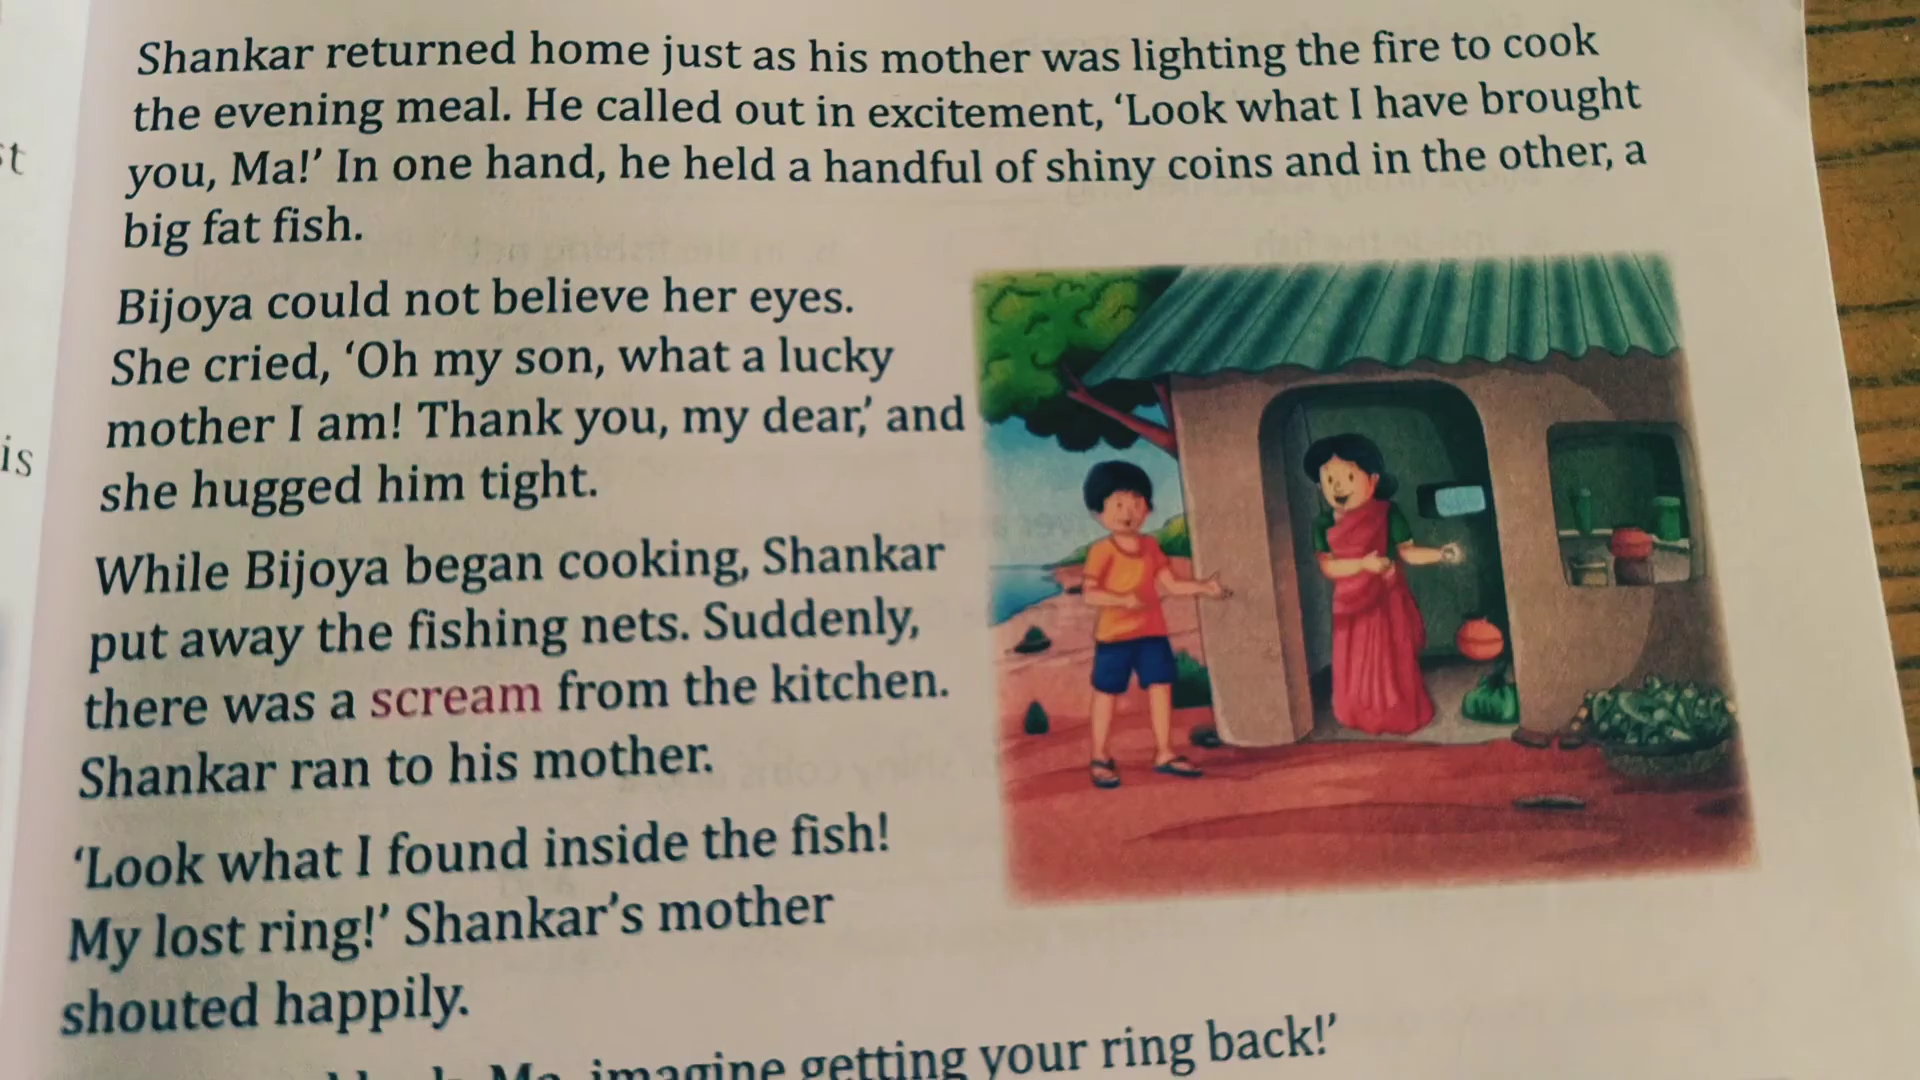 Shankar returned home just as his mother was lighting the fire to cook
the evening meal. He called out in excitement, ‘Look what I have brought
you, Ma!’ In one hand, he held a handful of shiny coins and in the other, a
big fat fish.
Bijoya could not believe her eyes.
She cried, ‘Oh my son, what a lucky
mother I am! Thank you, my dear,’ and
she hugged him tight.
While Bijoya began cooking, Shankar
put away the fishing nets. Suddenly,
there was a scream from the kitchen.
Shankar ran to his mother.
‘Look what I found inside the fish!
My lost ring!’ Shankar’s mother
shouted happily.
Ma, imagine getting your ring back!’
is